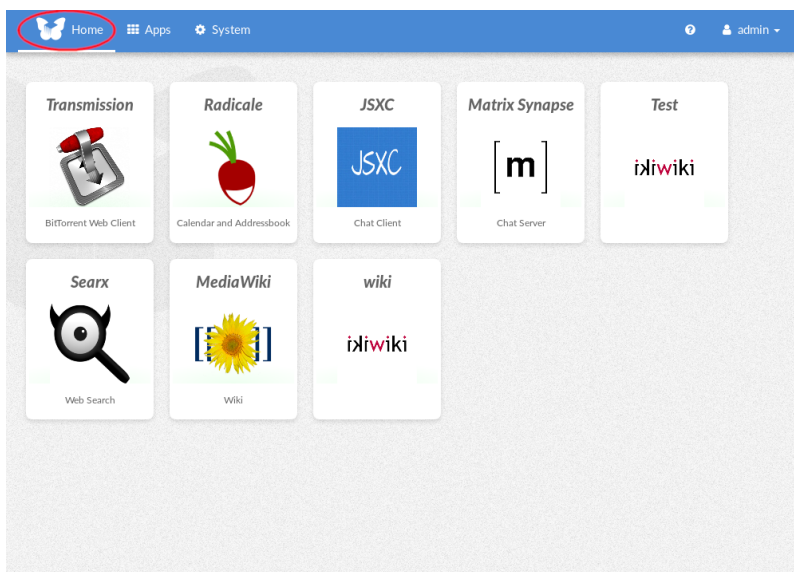 Home Apps System admin
Transmission Radicale JSXC Matrix Synapse Test
JSXC [m] ikiwiki
BitTorrent Web Client Calendar and Addressbook Chat Client Chat Server
Searx MediaWiki wiki
[[ ]] ikiwiki
Web Search Wiki